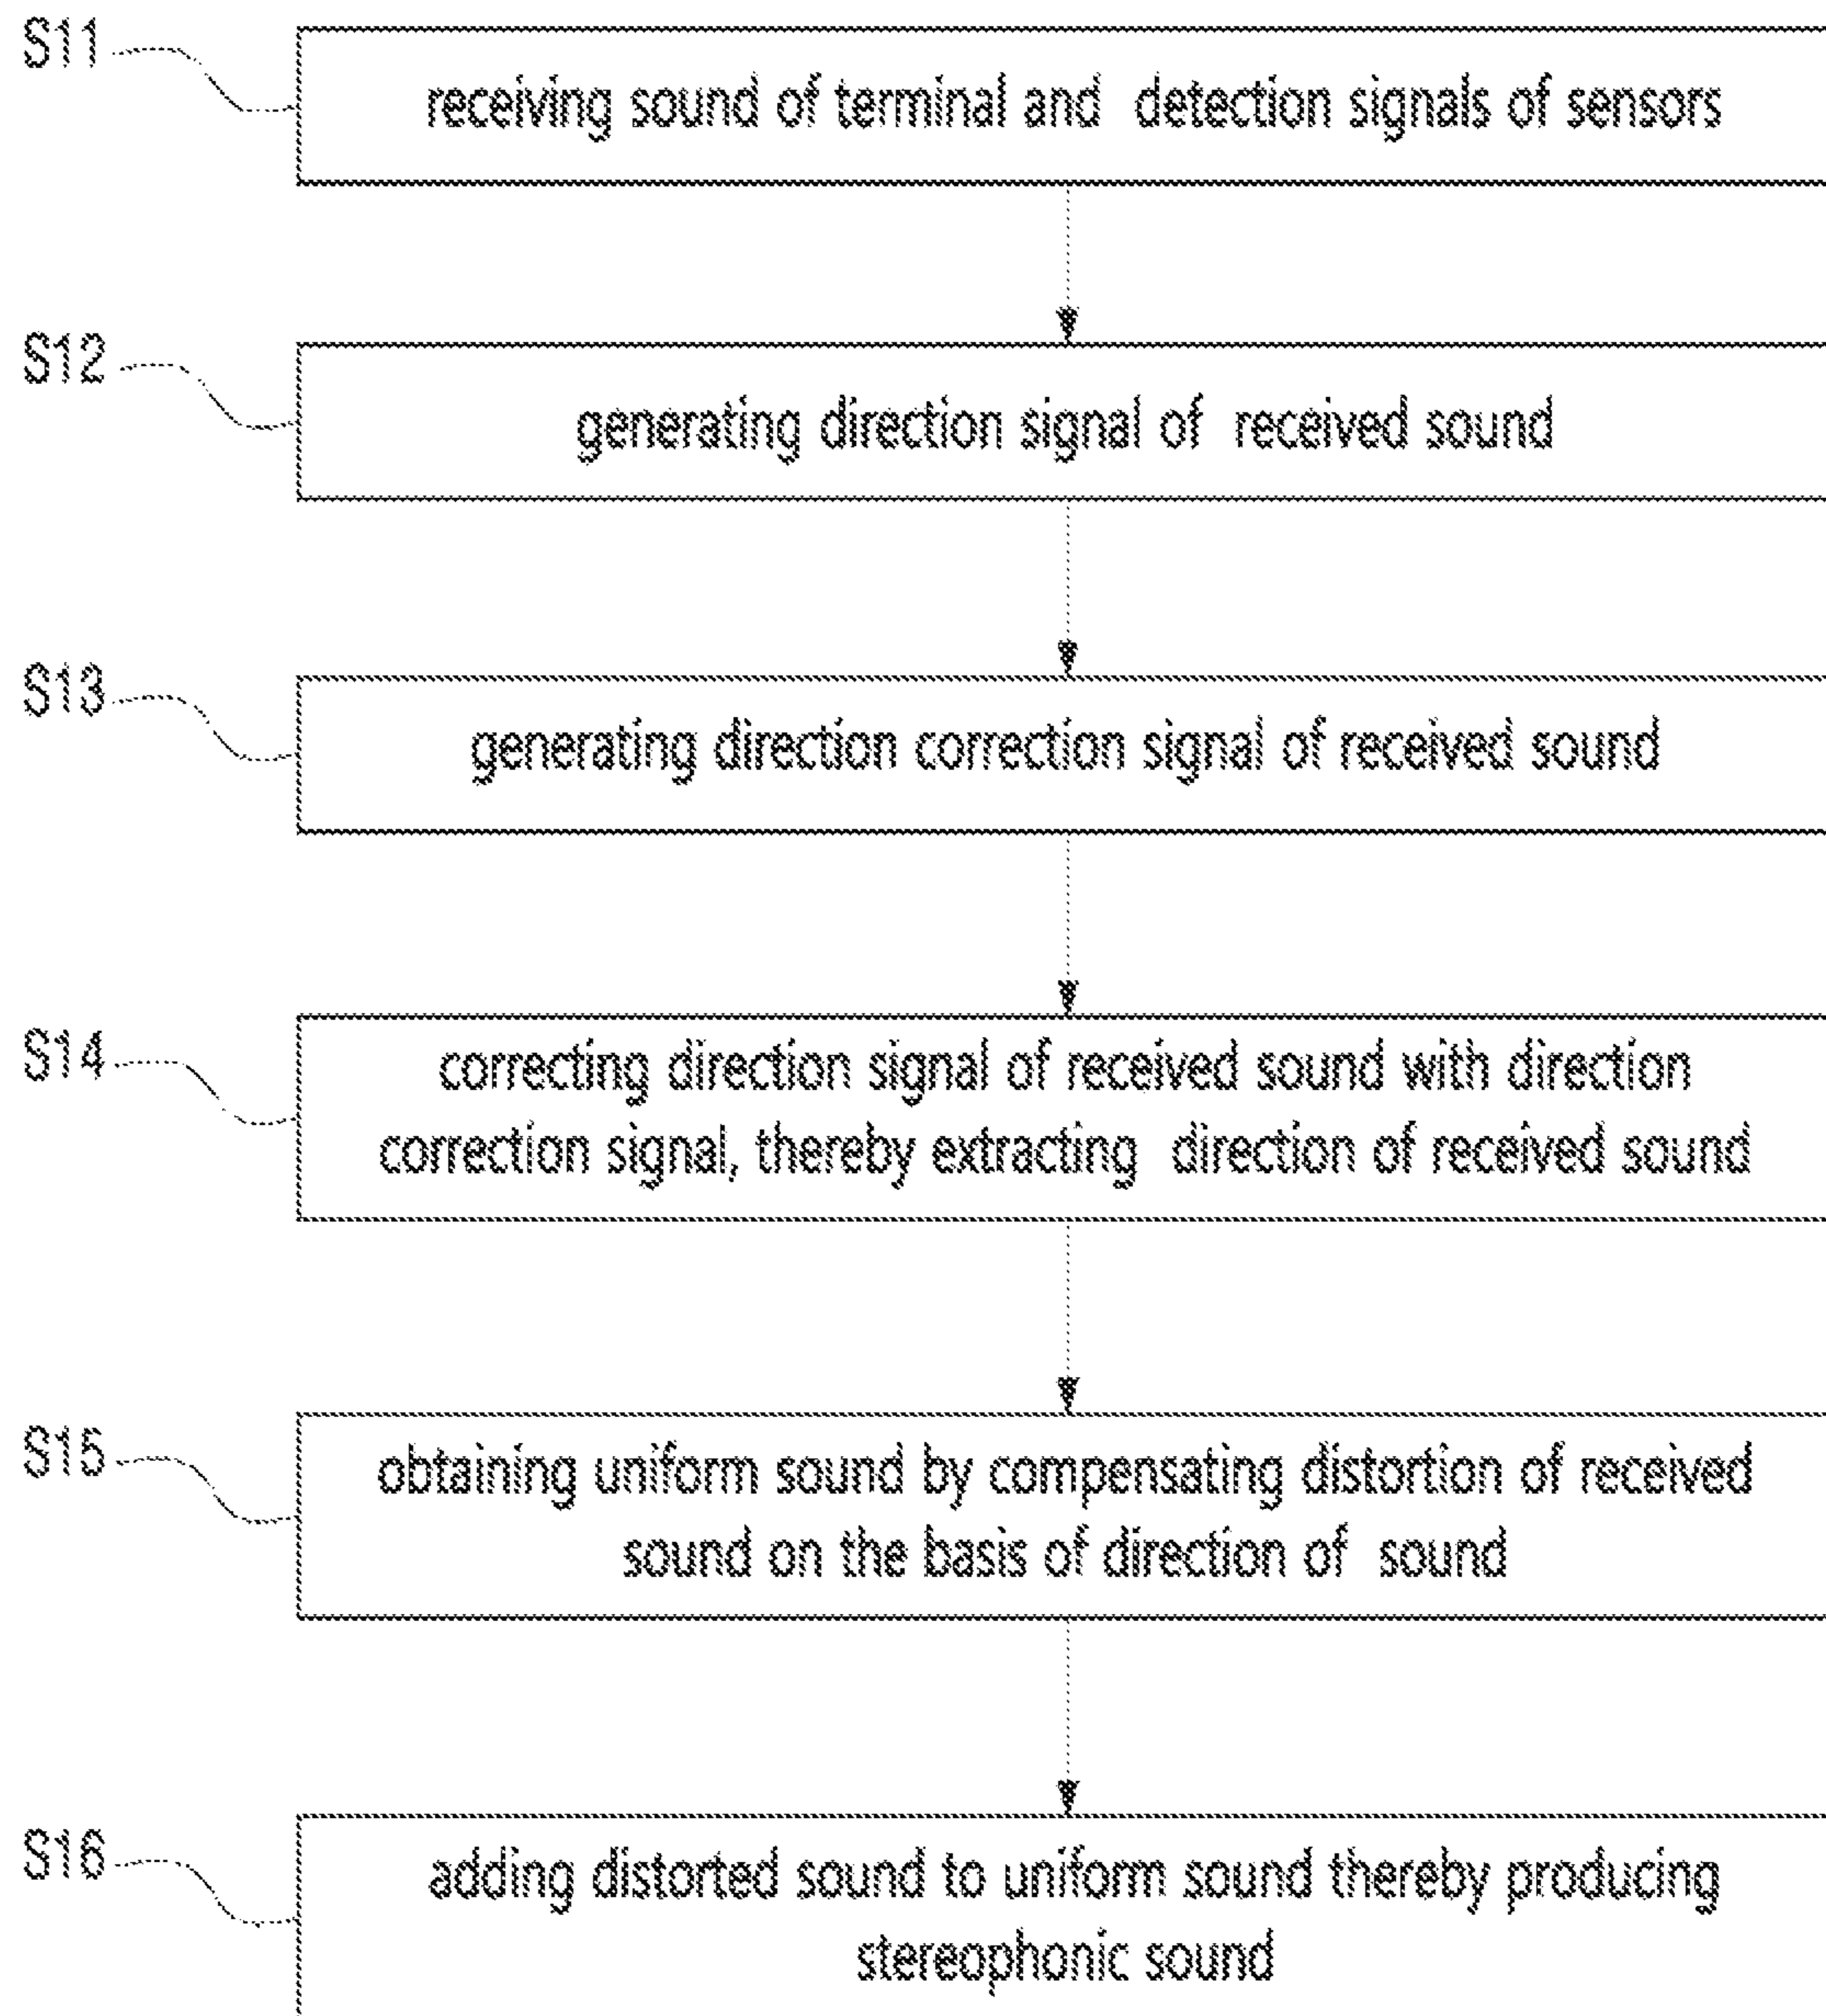 S11
receiving sound of terminal and detection signals of sensors
S12
generating direction signal of received sound
S13
generating direction correction signal of received sound
S14
correcting direction signal of received sound with direction
correction signal, thereby extracting direction of received sound
S15
obtaining uniform sound by compensating distortion of received
sound on the basis of direction of sound
S16
adding distorted sound to uniform sound thereby producing
stereophonic sound